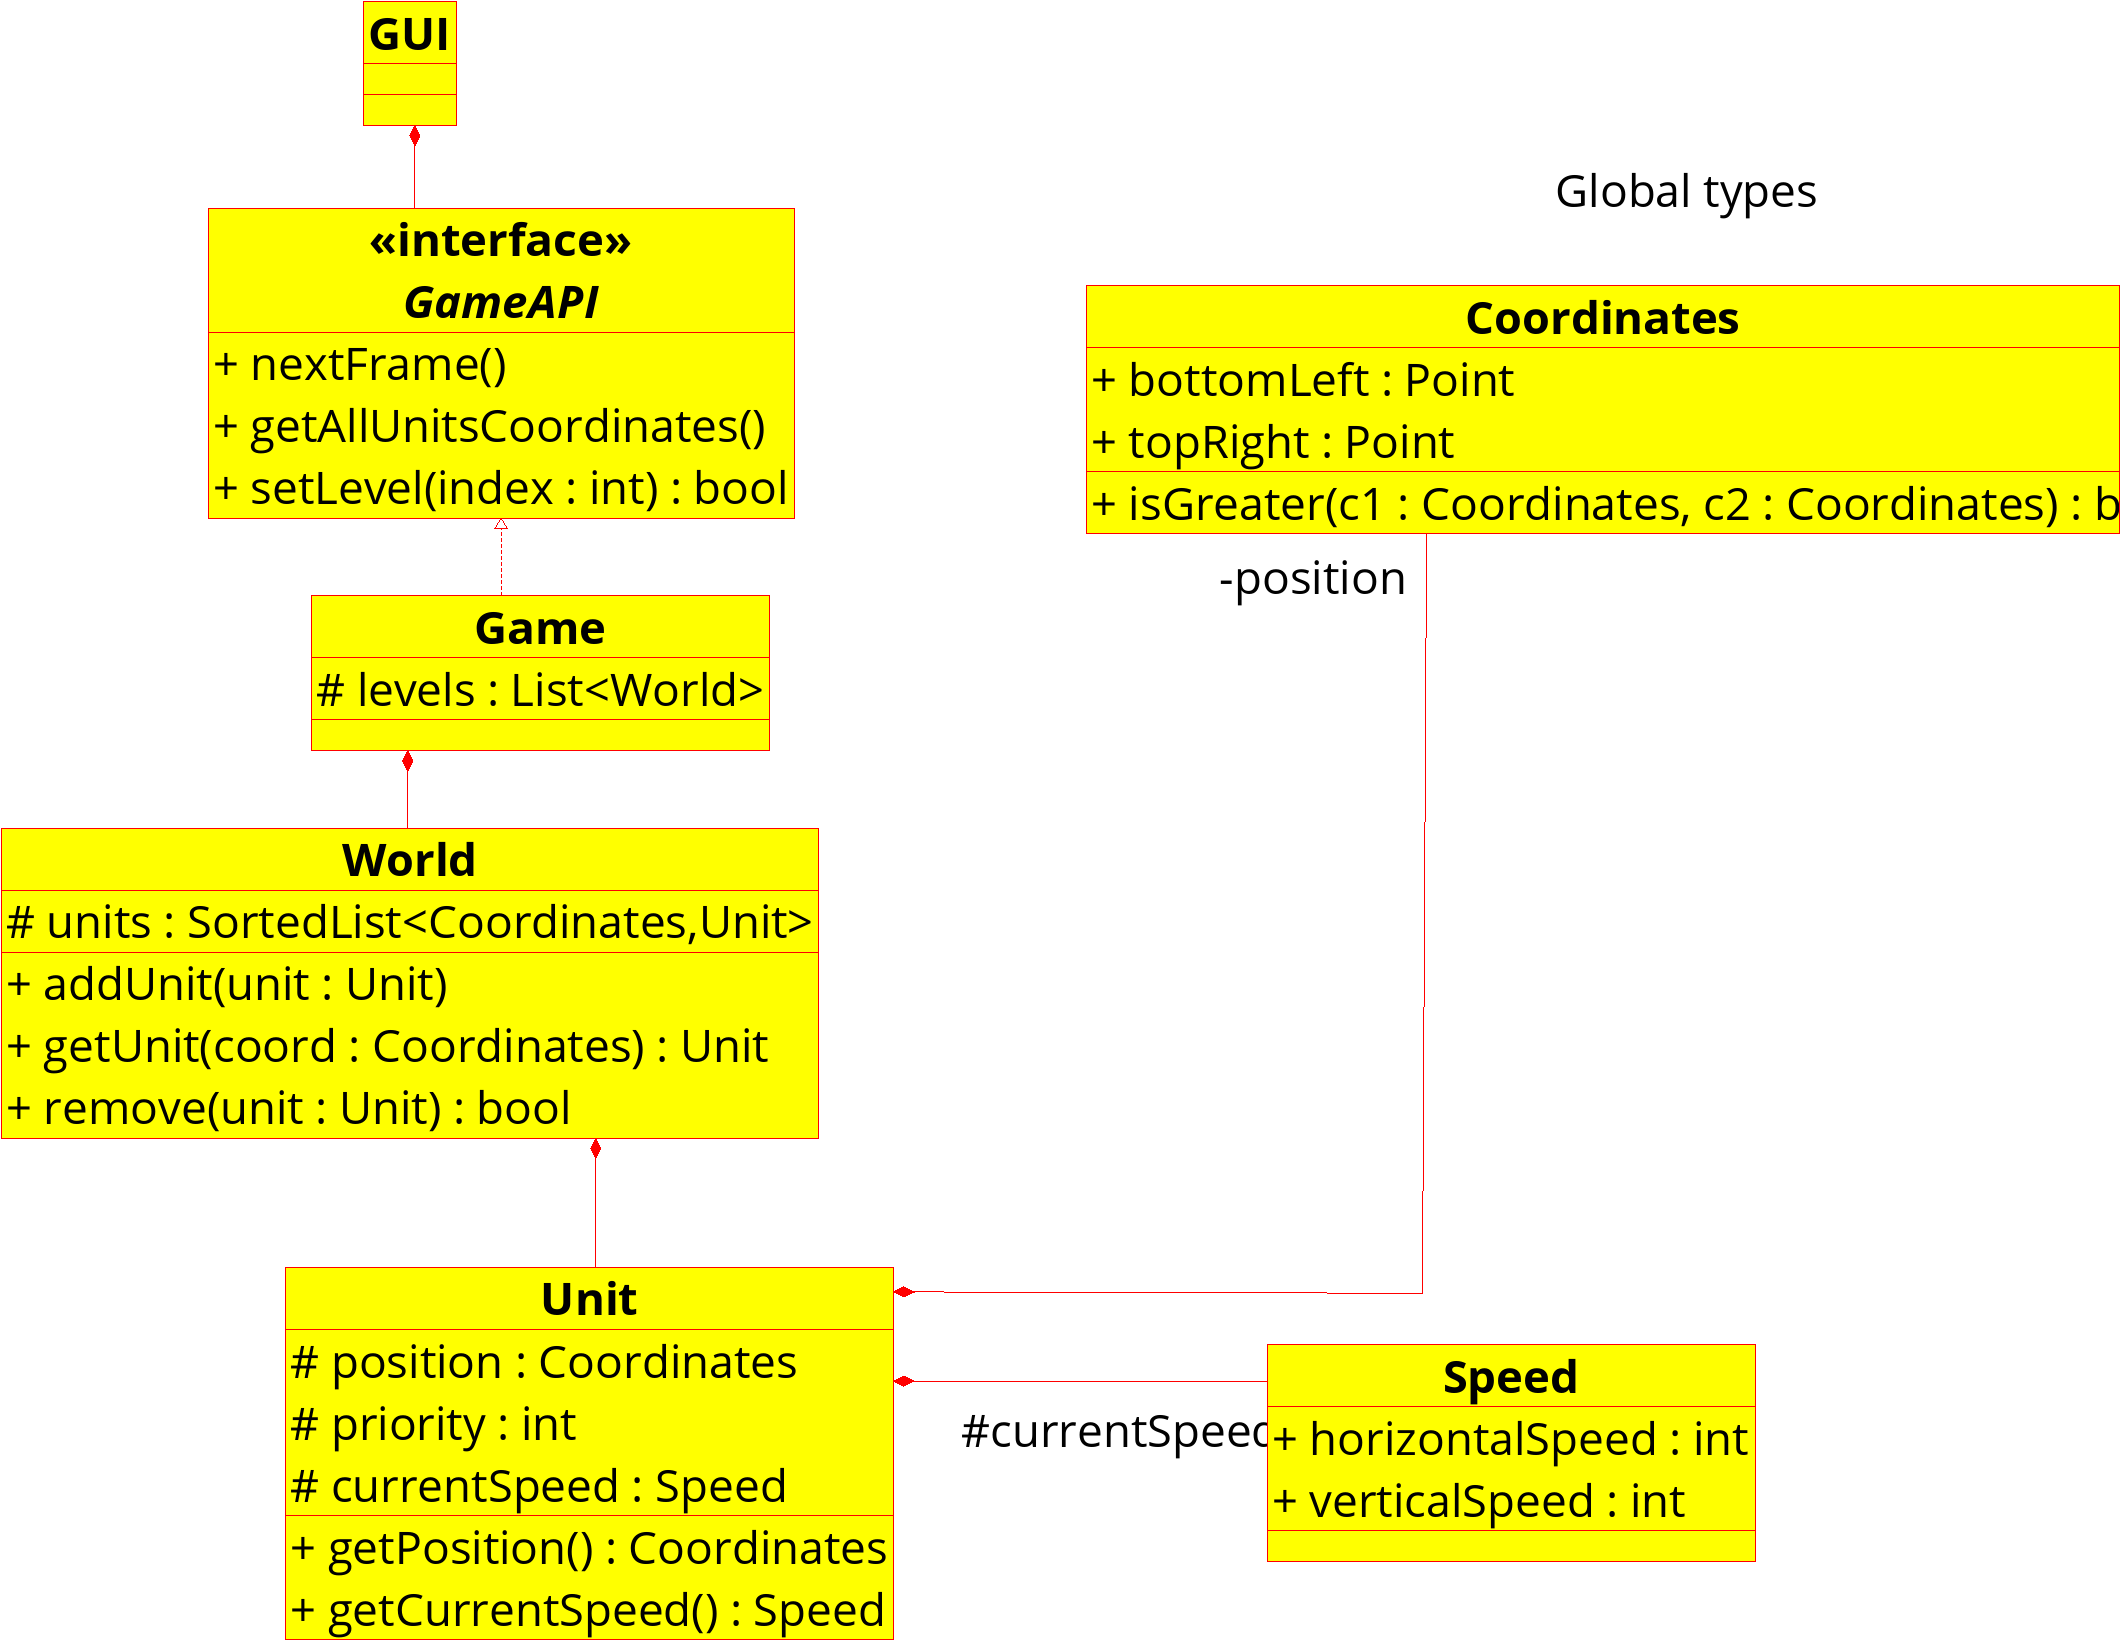 GUI
«interface»
GameAPI
+ nextFrame()
+ getAllUnitsCoordinates()
+ setLevel(index : int) : bool
Global types
Coordinates
+ bottomLeft : Point
+ topRight : Point
+ isGreater(c1 : Coordinates, c2 : Coordinates) : b
-position
Game
# levels : List<World>
World
# units : SortedList<Coordinates,Unit>
+ addUnit(unit : Unit)
+ getUnit(coord : Coordinates) : Unit
+ remove(unit : Unit) : bool
Unit
# position : Coordinates
# priority : int
# currentSpeed : Speed
+ getPosition() : Coordinates
+ getCurrentSpeed() : Speed
#currentSpeed
Speed
+ horizontalSpeed : int
+ verticalSpeed : int